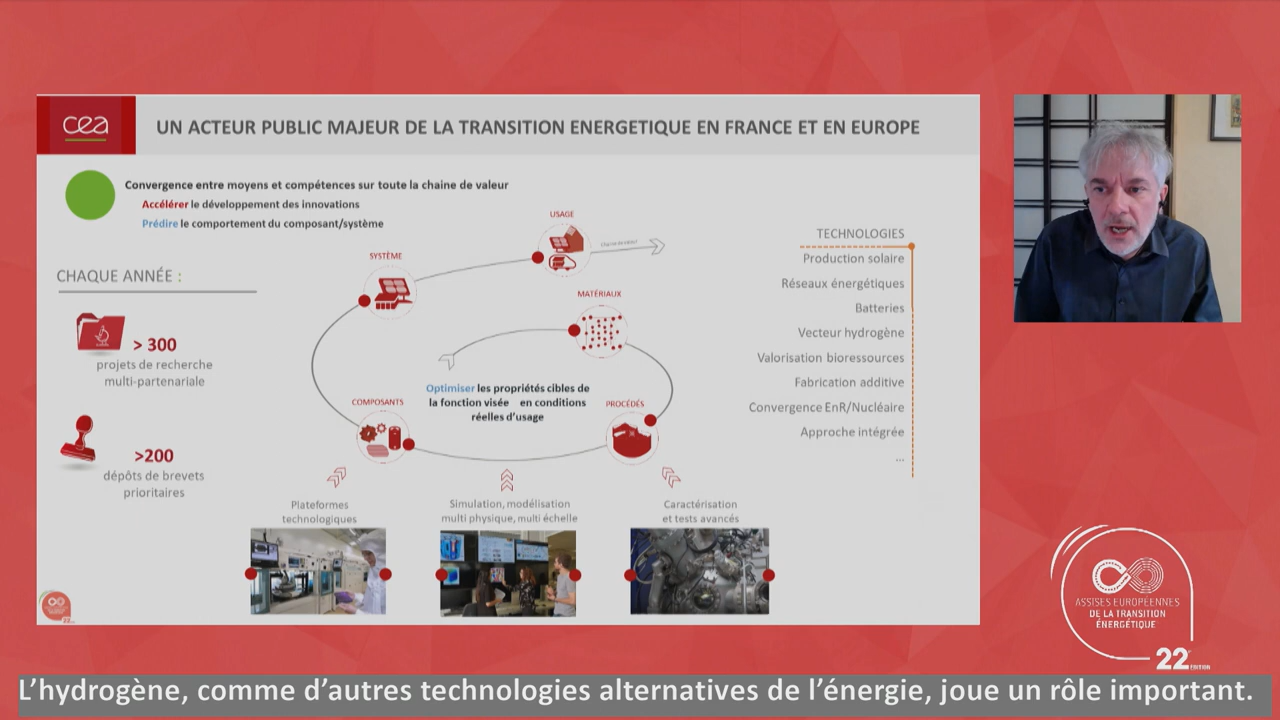 cea
UN ACTEUR PUBLIC MAJEUR DE LA TRANSITION ENERGETIQUE EN FRANCE ET EN EUROPE
Convergence entre moyens et compétences sur toute la chaine de valeur
Accélérer le développement des innovations
Prédire le comportement du composant/système
CHAQUE ANNÉE :
> 300
projets de recherche
multi-partenariale
>200
dépôts de brevets
prioritaires
USAGE
Chaine de valeur
SYSTÈME
MATÉRIAUX
Optimiser les propriétés cibles de
la fonction visée en conditions
réelles d'usage
COMPOSANTS
PROCÉDÉS
Plateformes
technologiques
Simulation, modélisation
multi physique, multi échelle
Caractérisation
et tests avancés
TECHNOLOGIES
Production solaire
Réseaux énergétiques
Batteries
Vecteur hydrogène
Valorisation bioressources
Fabrication additive
Convergence EnR/Nucléaire
Approche intégrée
...
ASSISES EUROPÉENNES
DE LA TRANSITION
ÉNERGÉTIQUE
22e ÉDITION
L'hydrogène, comme d'autres technologies alternatives de l'énergie, joue un rôle important.